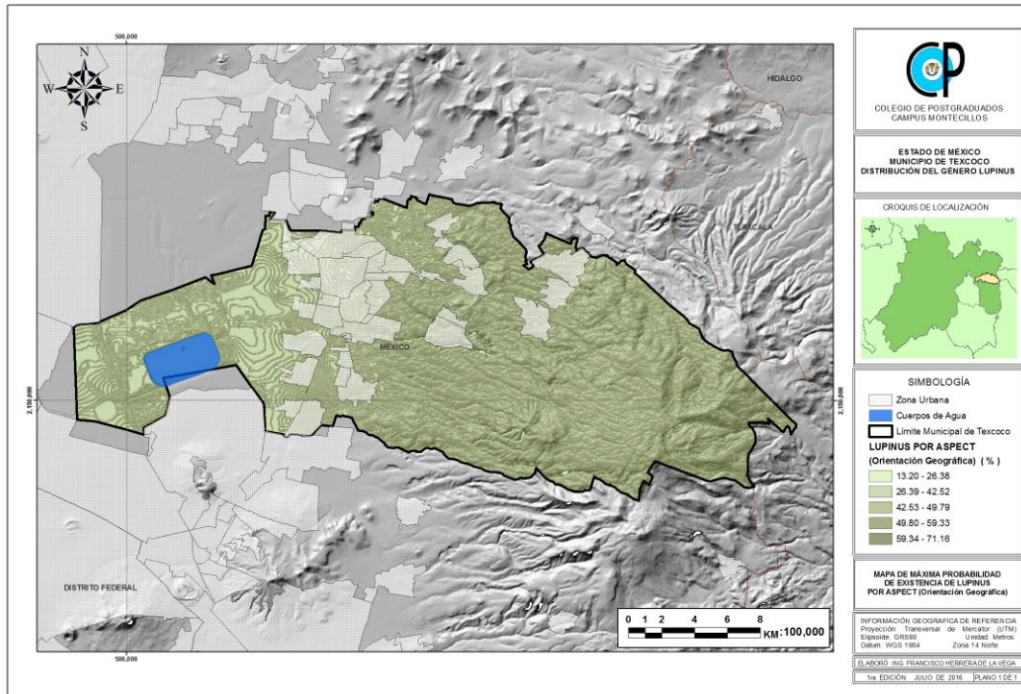 500,000
N
W E
S
HIDALGO
TLAXCALA
MÉXICO
2,150,000
2,150,000
DISTRITO FEDERAL
0 1 2 4 6 8
KM:100,000
500,000
CP
COLEGIO DE POSTGRADUADOS
CAMPUS MONTECILLOS
ESTADO DE MÉXICO
MUNICIPIO DE TEXCOCO
DISTRIBUCIÓN DEL GÉNERO LUPINUS
CROQUIS DE LOCALIZACIÓN
SIMBOLOGÍA
Zona Urbana
Cuerpos de Agua
Límite Municipal de Texcoco
LUPINUS POR ASPECT
(Orientación Geográfica) ( % )
13.20 - 26.38
26.39 - 42.52
42.53 - 49.79
49.80 - 59.33
59.34 - 71.16
MAPA DE MÁXIMA PROBABILIDAD
DE EXISTENCIA DE LUPINUS
POR ASPECT (Orientación Geográfica)
INFORMACIÓN GEOGRAFICA DE REFERENCIA
Proyección: Transversal de Mercator (UTM)
Elipsoide: GRS80 Unidad Metros
Datum: WGS 1984 Zona 14 Norte
ELABORÓ: ING. FRANCISCO HERRERA DE LA VEGA
1ra. EDICIÓN JULIO DE 2016 PLANO 1 DE 1